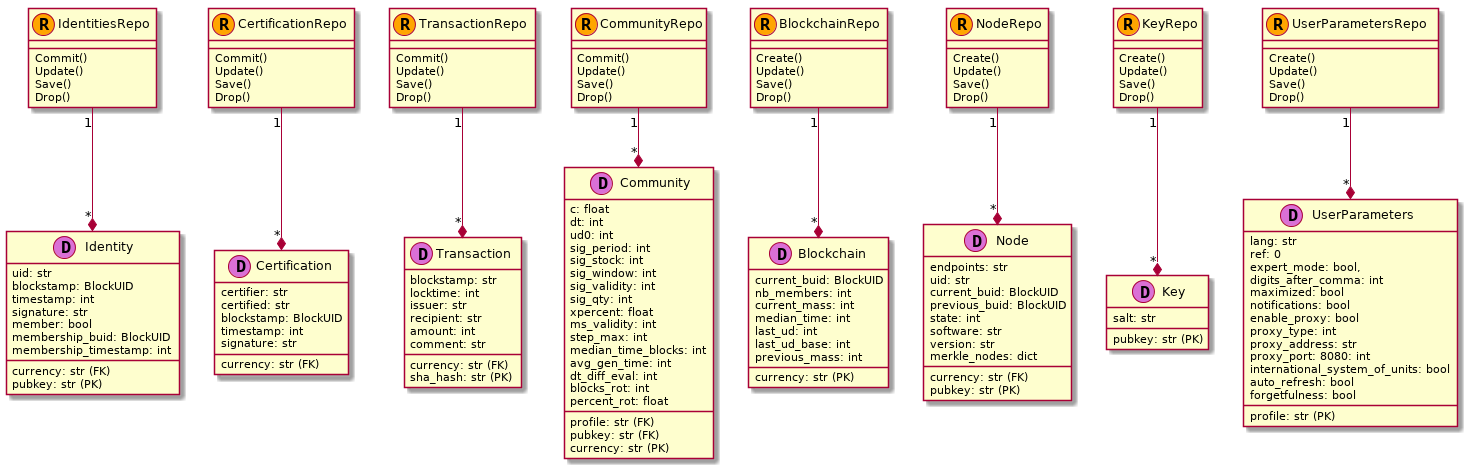 R IdentitiesRepo
Commit()
Update()
Save()
Drop()
1
*
D Identity
uid: str
blockstamp: BlockUID
timestamp: int
signature: str
member: bool
membership_buid: BlockUID
membership_timestamp: int
currency: str (FK)
pubkey: str (PK)
R CertificationRepo
Commit()
Update()
Save()
Drop()
1
*
D Certification
certifier: str
certified: str
blockstamp: BlockUID
timestamp: int
signature: str
currency: str (FK)
R TransactionRepo
Commit()
Update()
Save()
Drop()
1
*
D Transaction
blockstamp: str
locktime: int
issuer: str
recipient: str
amount: int
comment: str
currency: str (FK)
sha_hash: str (PK)
R CommunityRepo
Commit()
Update()
Save()
Drop()
1
*
D Community
c: float
dt: int
ud0: int
sig_period: int
sig_stock: int
sig_window: int
sig_validity: int
sig_qty: int
xpercent: float
ms_validity: int
step_max: int
median_time_blocks: int
avg_gen_time: int
dt_diff_eval: int
blocks_rot: int
percent_rot: float
profile: str (FK)
pubkey: str (FK)
currency: str (PK)
R BlockchainRepo
Create()
Update()
Save()
Drop()
1
*
D Blockchain
current_buid: BlockUID
nb_members: int
current_mass: int
median_time: int
last_ud: int
last_ud_base: int
previous_mass: int
currency: str (PK)
R NodeRepo
Create()
Update()
Save()
Drop()
1
*
D Node
endpoints: str
uid: str
current_buid: BlockUID
previous_buid: BlockUID
state: int
software: str
version: str
merkle_nodes: dict
currency: str (FK)
pubkey: str (PK)
R KeyRepo
Create()
Update()
Save()
Drop()
1
*
D Key
salt: str
pubkey: str (PK)
R UserParametersRepo
Create()
Update()
Save()
Drop()
1
*
D UserParameters
lang: str
ref: 0
expert_mode: bool,
digits_after_comma: int
maximized: bool
notifications: bool
enable_proxy: bool
proxy_type: int
proxy_address: str
proxy_port: 8080: int
international_system_of_units: bool
auto_refresh: bool
forgetfulness: bool
profile: str (PK)